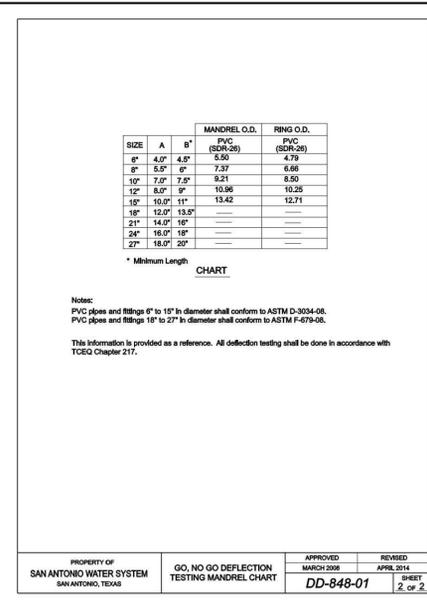 MANDREL O.D. RING O.D.
SIZE A B* PVC (SDR-26) PVC (SDR-26)
6" 4.0" 4.5" 5.50 4.79
8" 5.5" 6" 7.37 6.66
10" 7.0" 7.5" 9.21 8.50
12" 8.0" 9" 10.96 10.25
15" 10.0" 11" 13.42 12.71
18" 12.0" 13.5" —— ——
21" 14.0" 16" —— ——
24" 16.0" 18" —— ——
27" 18.0" 20" —— ——
* Minimum Length
CHART
Notes:
PVC pipes and fittings 6" to 15" in diameter shall conform to ASTM D-3034-08.
PVC pipes and fittings 18" to 27" in diameter shall conform to ASTM F-679-08.
This information is provided as a reference. All deflection testing shall be done in accordance with
TCEQ Chapter 217.
PROPERTY OF
SAN ANTONIO WATER SYSTEM
SAN ANTONIO, TEXAS
GO, NO GO DEFLECTION
TESTING MANDREL CHART
APPROVED REVISED
MARCH 2008 APRIL 2014
DD-848-01
SHEET
2 OF 2